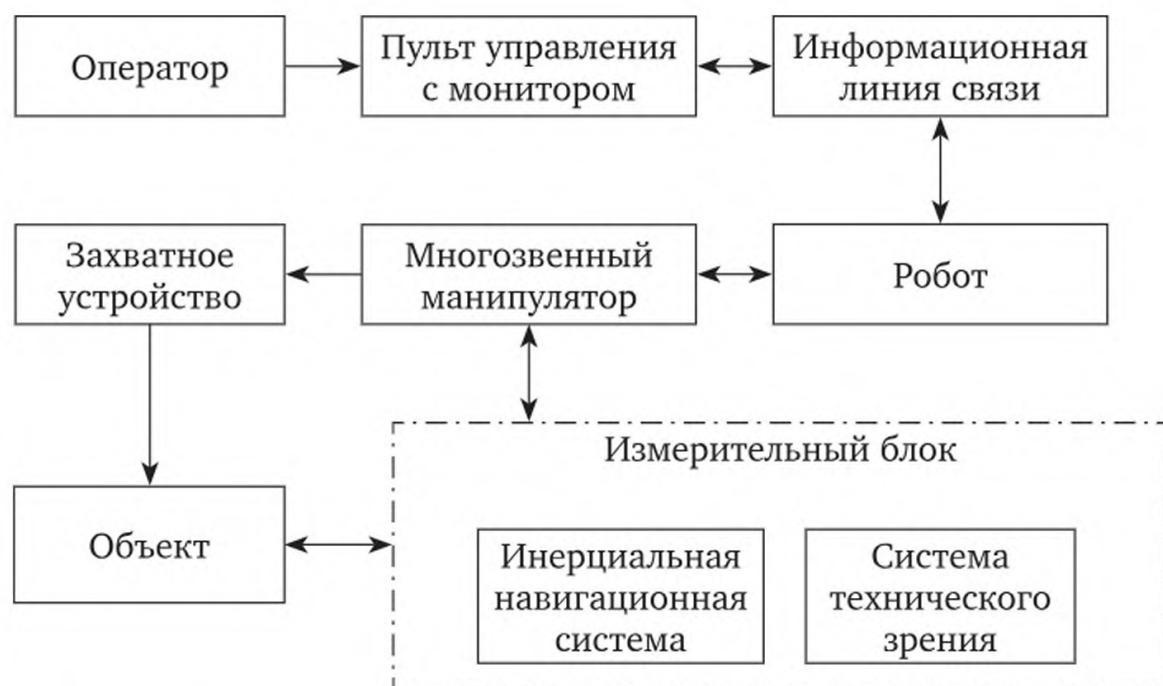 Оператор
Пульт управления
с монитором
Информационная
линия связи
Захватное
устройство
Многозвенный
манипулятор
Робот
Измерительный блок
Объект
Инерциальная
навигационная
система
Система
технического
зрения